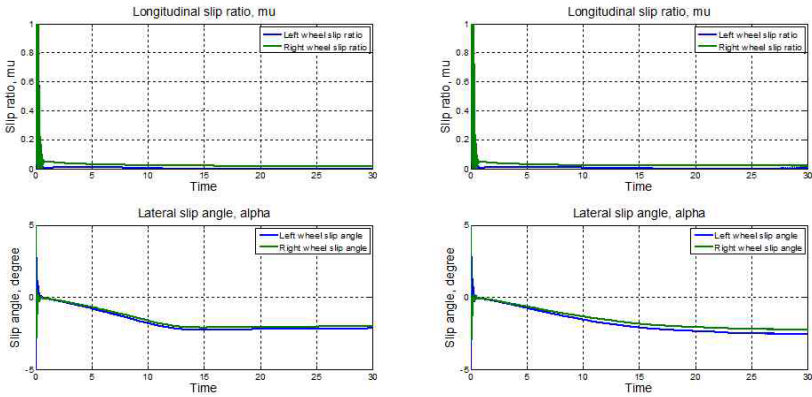 Longitudinal slip ratio, mu
Slip ratio, mu
1
0.8
0.6
0.4
0.2
0
Left wheel slip ratio
Right wheel slip ratio
0 5 10 15 20 25 30
Time
Longitudinal slip ratio, mu
Slip ratio, mu
1
0.8
0.6
0.4
0.2
0
Left wheel slip ratio
Right wheel slip ratio
0 5 10 15 20 25 30
Time
Lateral slip angle, alpha
Slip angle, degree
5
0
-5
Left wheel slip angle
Right wheel slip angle
0 5 10 15 20 25 30
Time
Lateral slip angle, alpha
Slip angle, degree
5
0
-5
Left wheel slip angle
Right wheel slip angle
0 5 10 15 20 25 30
Time